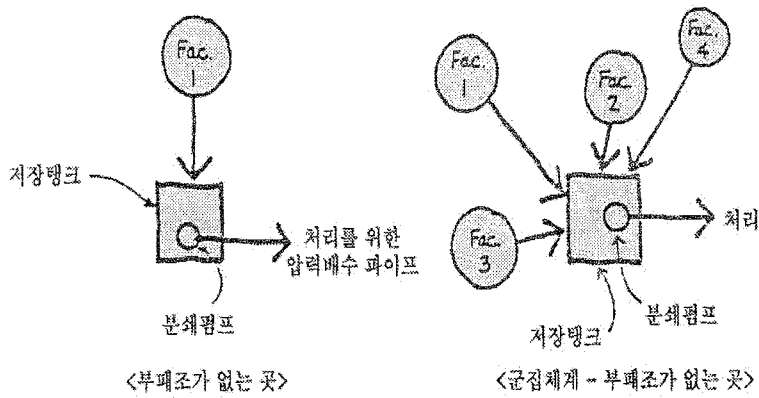 Fac.
1
저장탱크
처리를 위한
압력배수 파이프
분쇄펌프
<부패조가 없는 곳>
Fac.
1
Fac.
2
Fac.
4
Fac.
3
처리
분쇄펌프
저장탱크
<군집체계 - 부패조가 없는 곳>